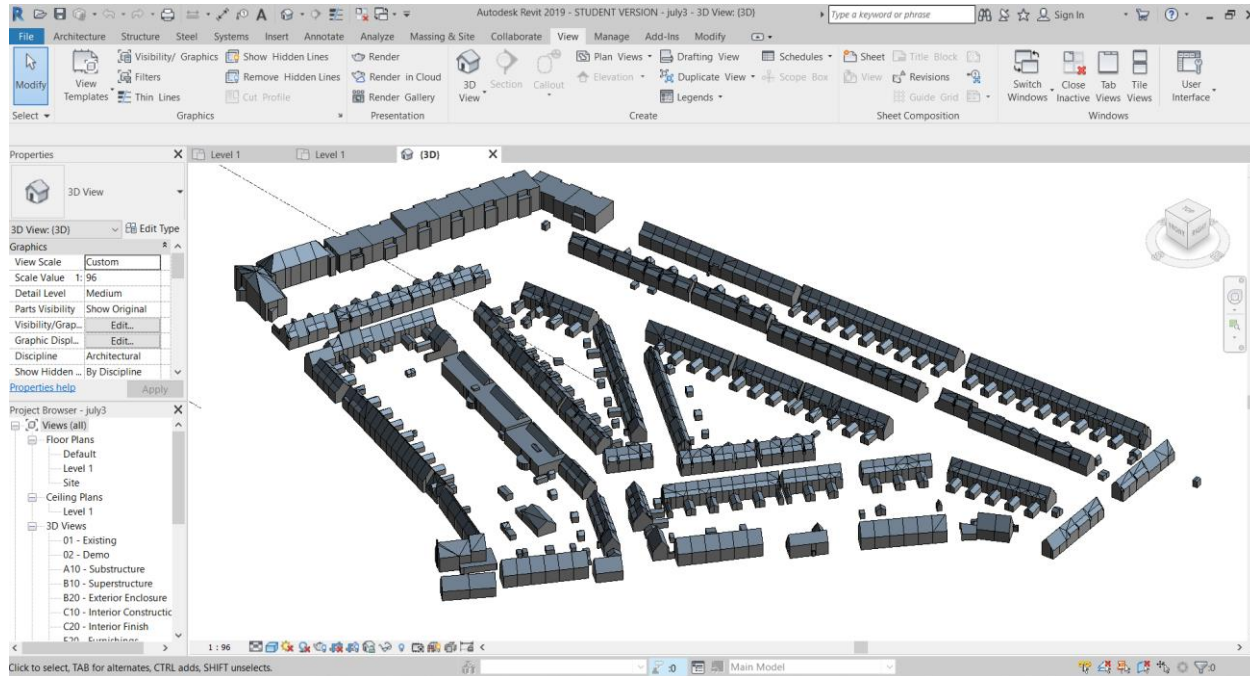 Autodesk Revit 2019 - STUDENT VERSION - july3 - 3D View: {3D}
Type a keyword or phrase
Sign In
File Architecture Structure Steel Systems Insert Annotate Analyze Massing & Site Collaborate View Manage Add-Ins Modify
Modify
View Templates
Visibility/ Graphics
Filters
Thin Lines
Show Hidden Lines
Remove Hidden Lines
Cut Profile
Render
Render in Cloud
Render Gallery
3D View
Section
Callout
Plan Views
Elevation
Drafting View
Duplicate View
Legends
Schedules
Scope Box
Sheet
View
Title Block
Revisions
Guide Grid
Switch Windows
Close Inactive
Tab Views
Tile Views
User Interface
Select
Graphics
Presentation
Create
Sheet Composition
Windows
Properties
Level 1
Level 1
{3D}
3D View
3D View: {3D}
Edit Type
Graphics
View Scale Custom
Scale Value 1: 96
Detail Level Medium
Parts Visibility Show Original
Visibility/Grap... Edit...
Graphic Displ... Edit...
Discipline Architectural
Show Hidden ... By Discipline
Properties help
Apply
Project Browser - july3
Views (all)
Floor Plans
Default
Level 1
Site
Ceiling Plans
Level 1
3D Views
01 - Existing
02 - Demo
A10 - Substructure
B10 - Superstructure
B20 - Exterior Enclosure
C10 - Interior Constructic
C20 - Interior Finish
TOP
FRONT
RIGHT
1 : 96
Click to select, TAB for alternates, CTRL adds, SHIFT unselects.
:0
Main Model
:0